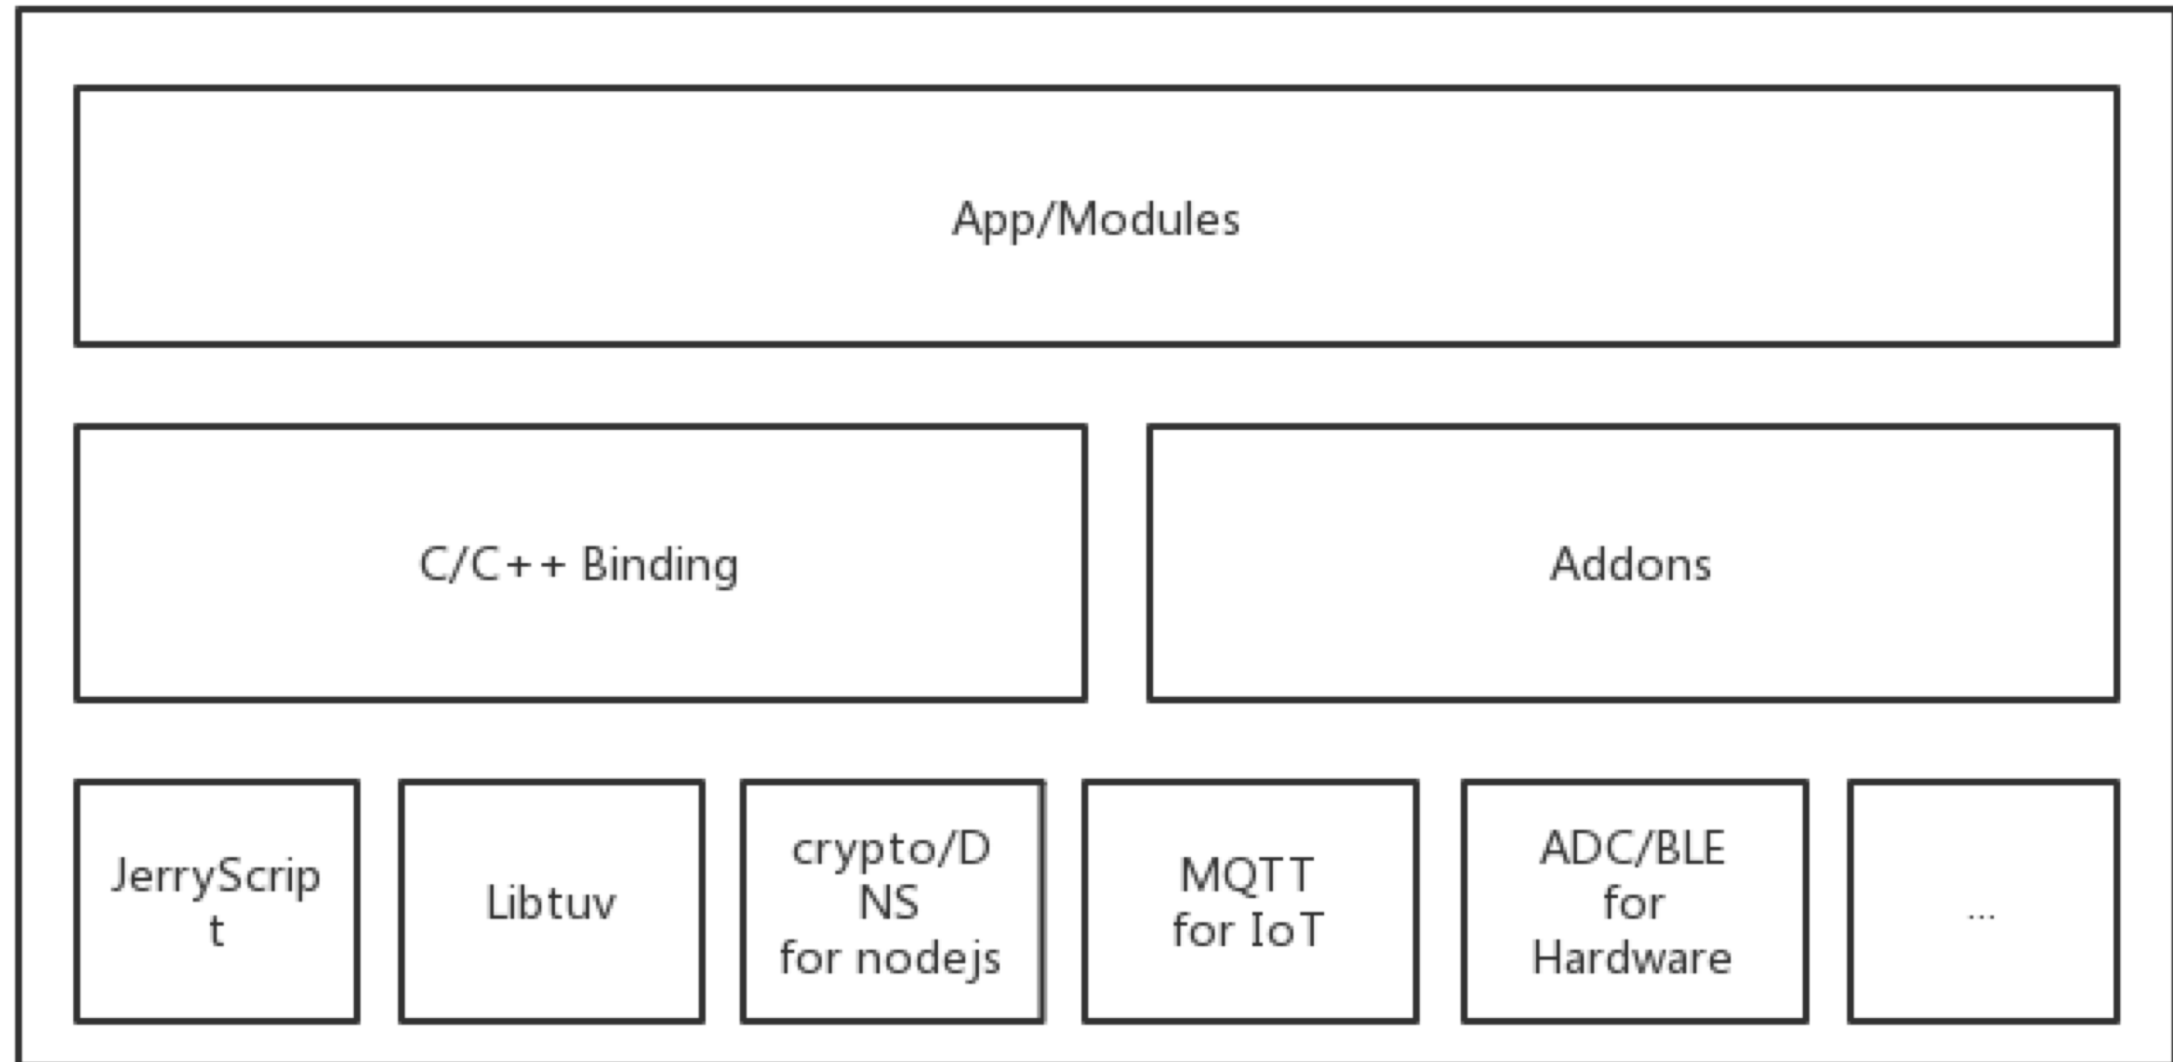 App/Modules
C/C++ Binding
Addons
JerryScrip
t
Libtuv
crypto/D
NS
for nodejs
MQTT
for IoT
ADC/BLE
for
Hardware
...